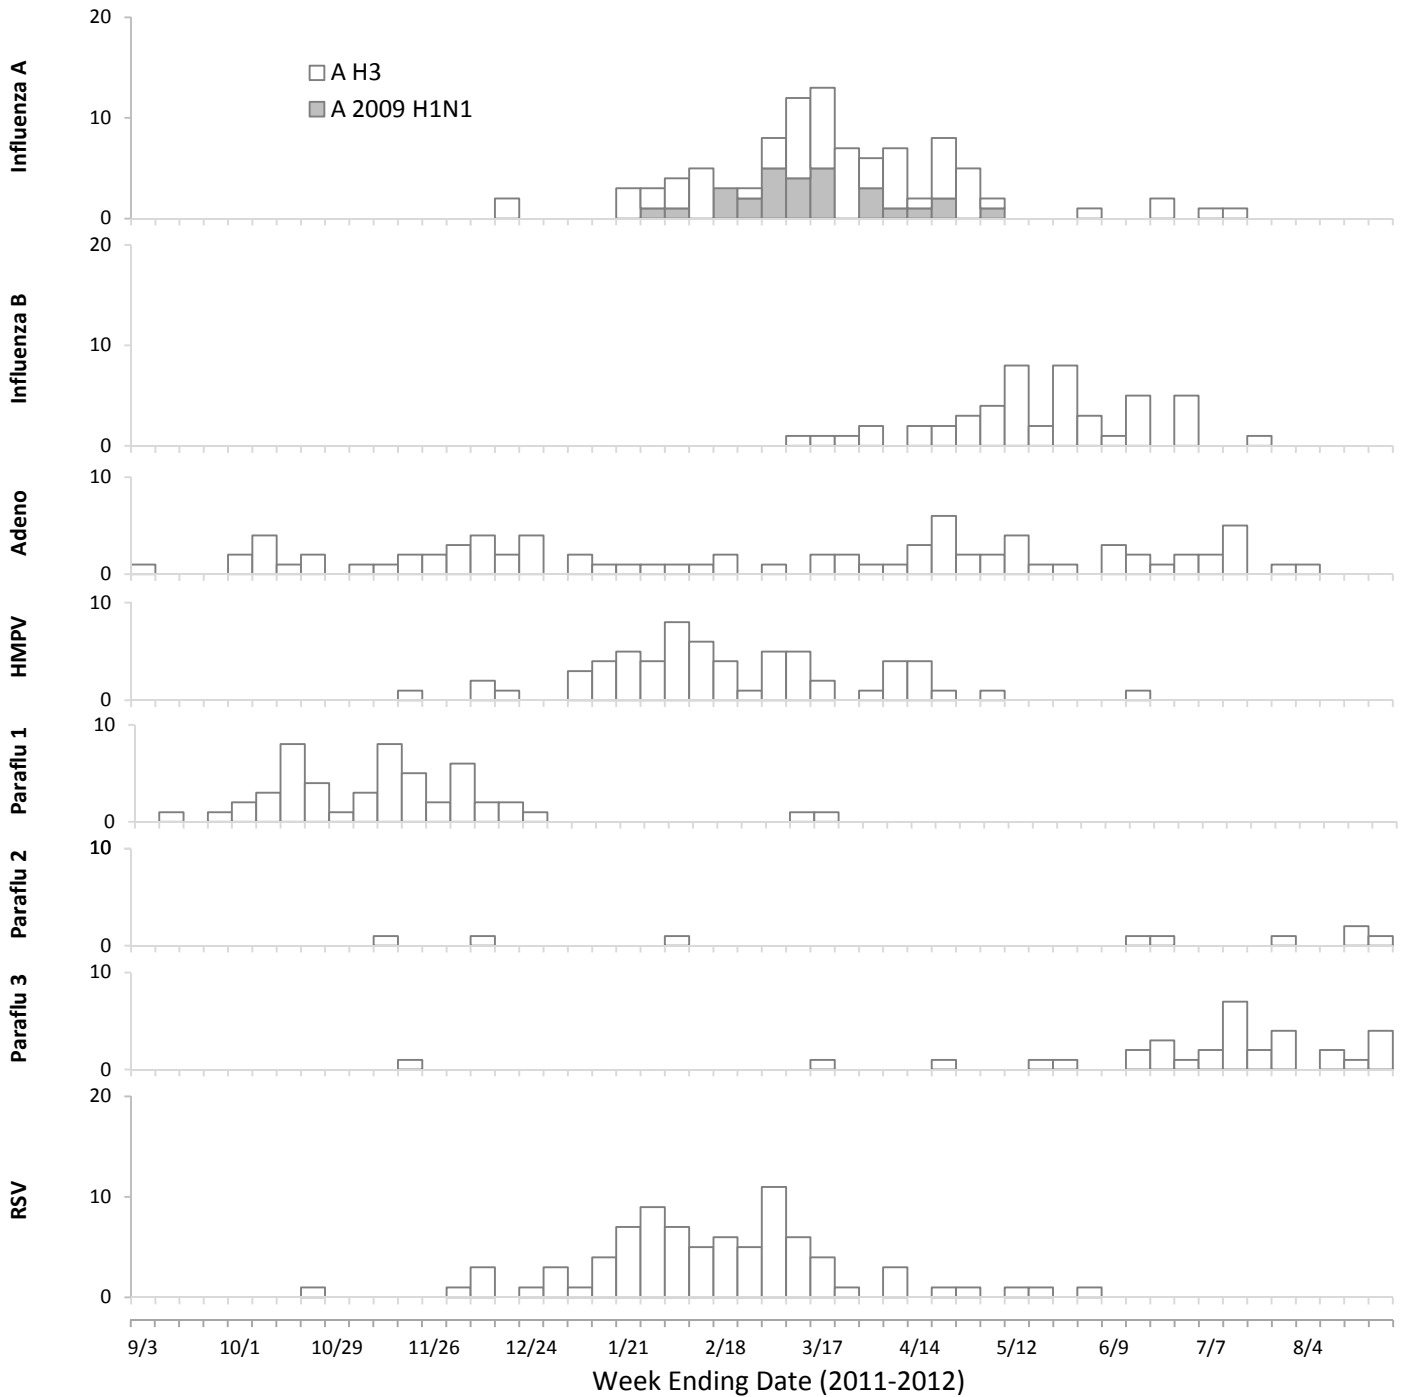 Influenza A
20
10
0
A H3
A 2009 H1N1
Influenza B
20
10
0
Adeno
10
0
HMPV
10
0
Paraflu 1
10
0
Paraflu 2
10
0
Paraflu 3
10
0
RSV
20
10
0
9/3 10/1 10/29 11/26 12/24 1/21 2/18 3/17 4/14 5/12 6/9 7/7 8/4
Week Ending Date (2011-2012)